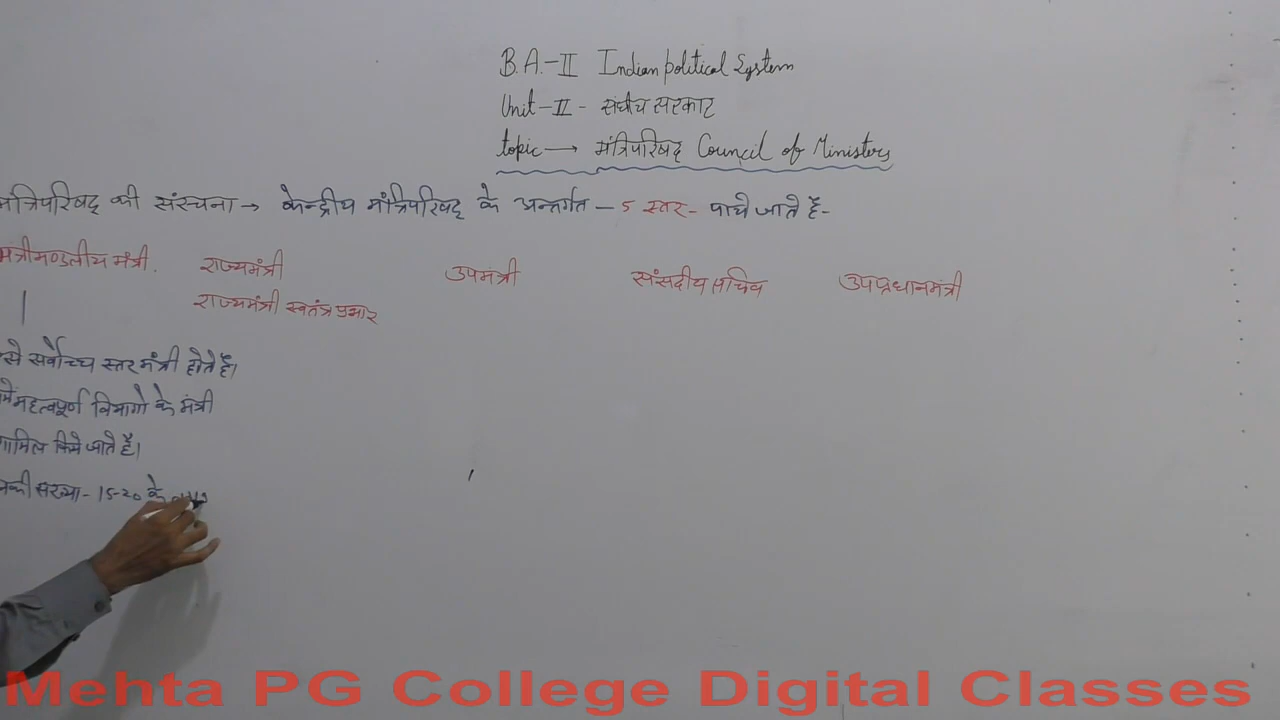 B.A.-II Indian political System
Unit-II- संघीय सरकार
topic → मंत्रिपरिषद् Council of Ministers
मंत्रिपरिषद् की संरचना → केन्द्रीय मंत्रिपरिषद् के अन्तर्गत - 5 स्तर - पाये जाते हैं-
मंत्रीमण्डलीय मंत्री. राज्यमंत्री उपमंत्री संसदीय सचिव उपप्रधानमंत्री
राज्यमंत्री स्वतंत्र प्रभार
सर्वोच्च स्तर मंत्री होते हैं।
महत्वपूर्ण विभागो के मंत्री
किये जाते हैं।
संख्या - 15-20 के
Mehta PG College Digital Classes